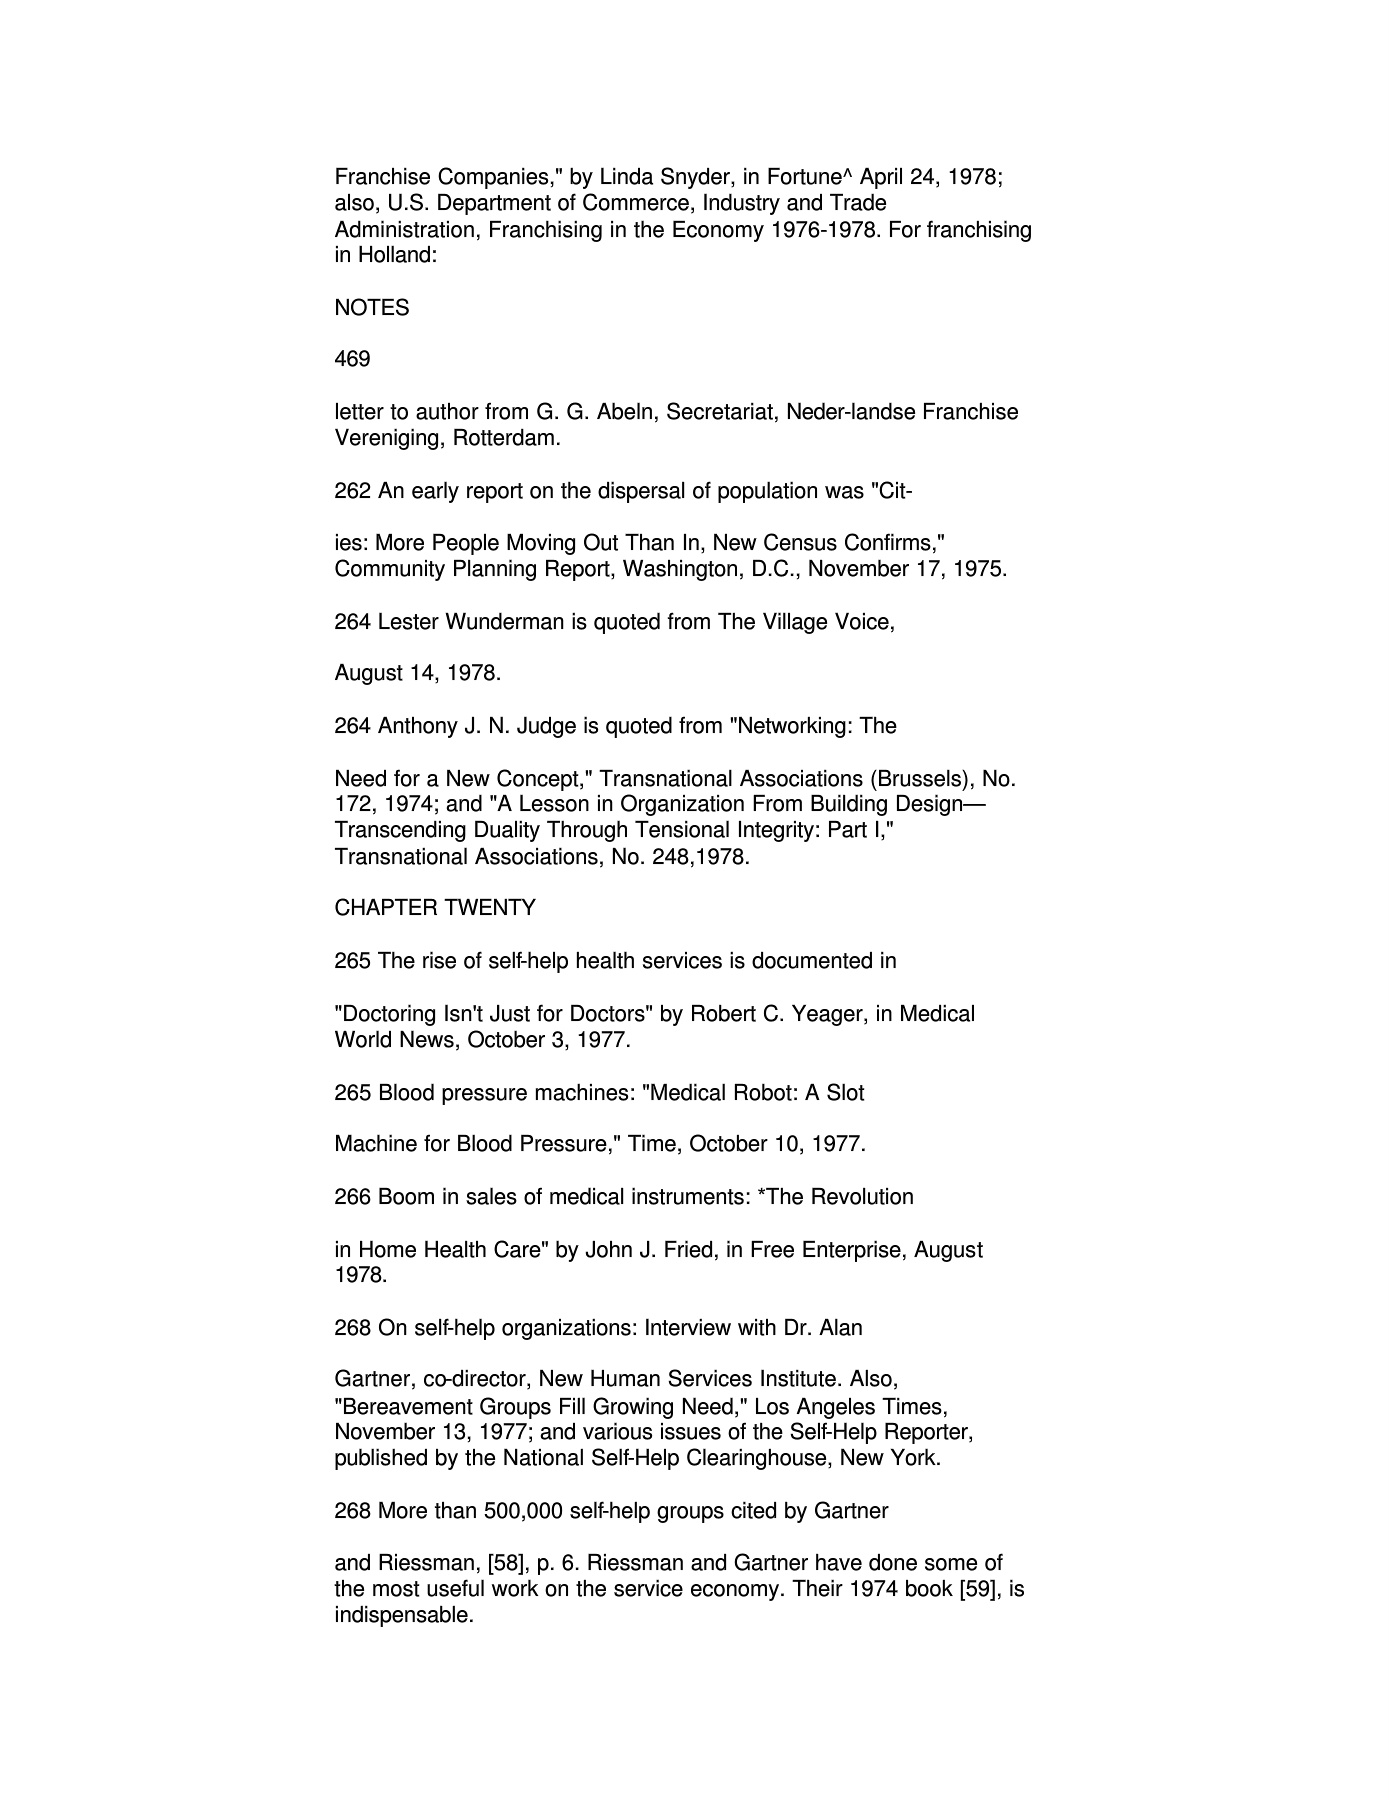 Franchise Companies," by Linda Snyder, in Fortune^ April 24, 1978;
also, U.S. Department of Commerce, Industry and Trade
Administration, Franchising in the Economy 1976-1978. For franchising
in Holland:
NOTES
469
letter to author from G. G. Abeln, Secretariat, Neder-landse Franchise
Vereniging, Rotterdam.
262 An early report on the dispersal of population was "Cit-
ies: More People Moving Out Than In, New Census Confirms,"
Community Planning Report, Washington, D.C., November 17, 1975.
264 Lester Wunderman is quoted from The Village Voice,
August 14, 1978.
264 Anthony J. N. Judge is quoted from "Networking: The
Need for a New Concept," Transnational Associations (Brussels), No.
172, 1974; and "A Lesson in Organization From Building Design—
Transcending Duality Through Tensional Integrity: Part I,"
Transnational Associations, No. 248,1978.
CHAPTER TWENTY
265 The rise of self-help health services is documented in
"Doctoring Isn't Just for Doctors" by Robert C. Yeager, in Medical
World News, October 3, 1977.
265 Blood pressure machines: "Medical Robot: A Slot
Machine for Blood Pressure," Time, October 10, 1977.
266 Boom in sales of medical instruments: *The Revolution
in Home Health Care" by John J. Fried, in Free Enterprise, August
1978.
268 On self-help organizations: Interview with Dr. Alan
Gartner, co-director, New Human Services Institute. Also,
"Bereavement Groups Fill Growing Need," Los Angeles Times,
November 13, 1977; and various issues of the Self-Help Reporter,
published by the National Self-Help Clearinghouse, New York.
268 More than 500,000 self-help groups cited by Gartner
and Riessman, [58], p. 6. Riessman and Gartner have done some of
the most useful work on the service economy. Their 1974 book [59], is
indispensable.